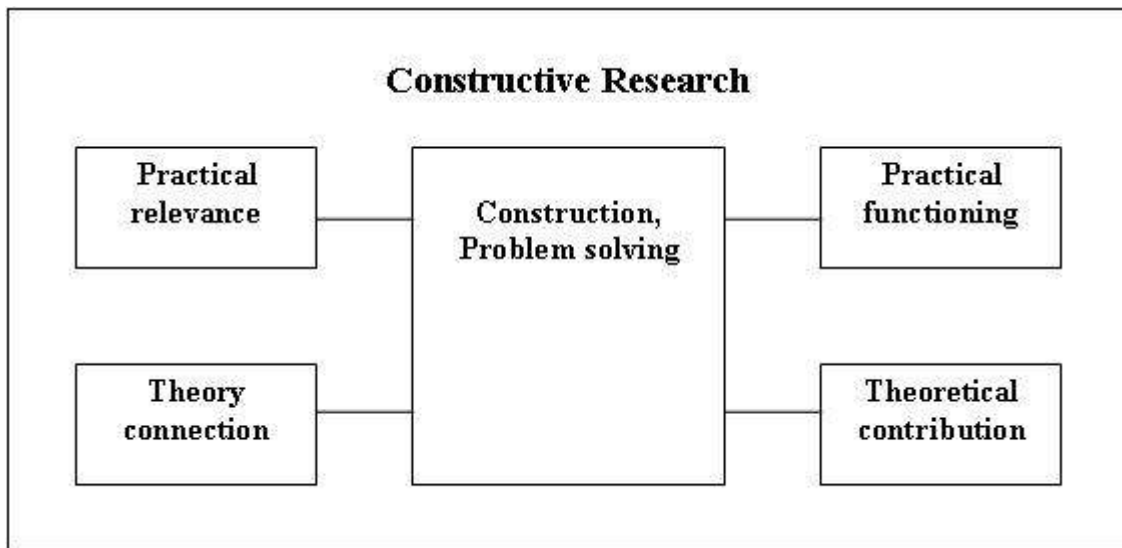 Constructive Research
Practical
relevance
Construction,
Problem solving
Practical
functioning
Theory
connection
Theoretical
contribution